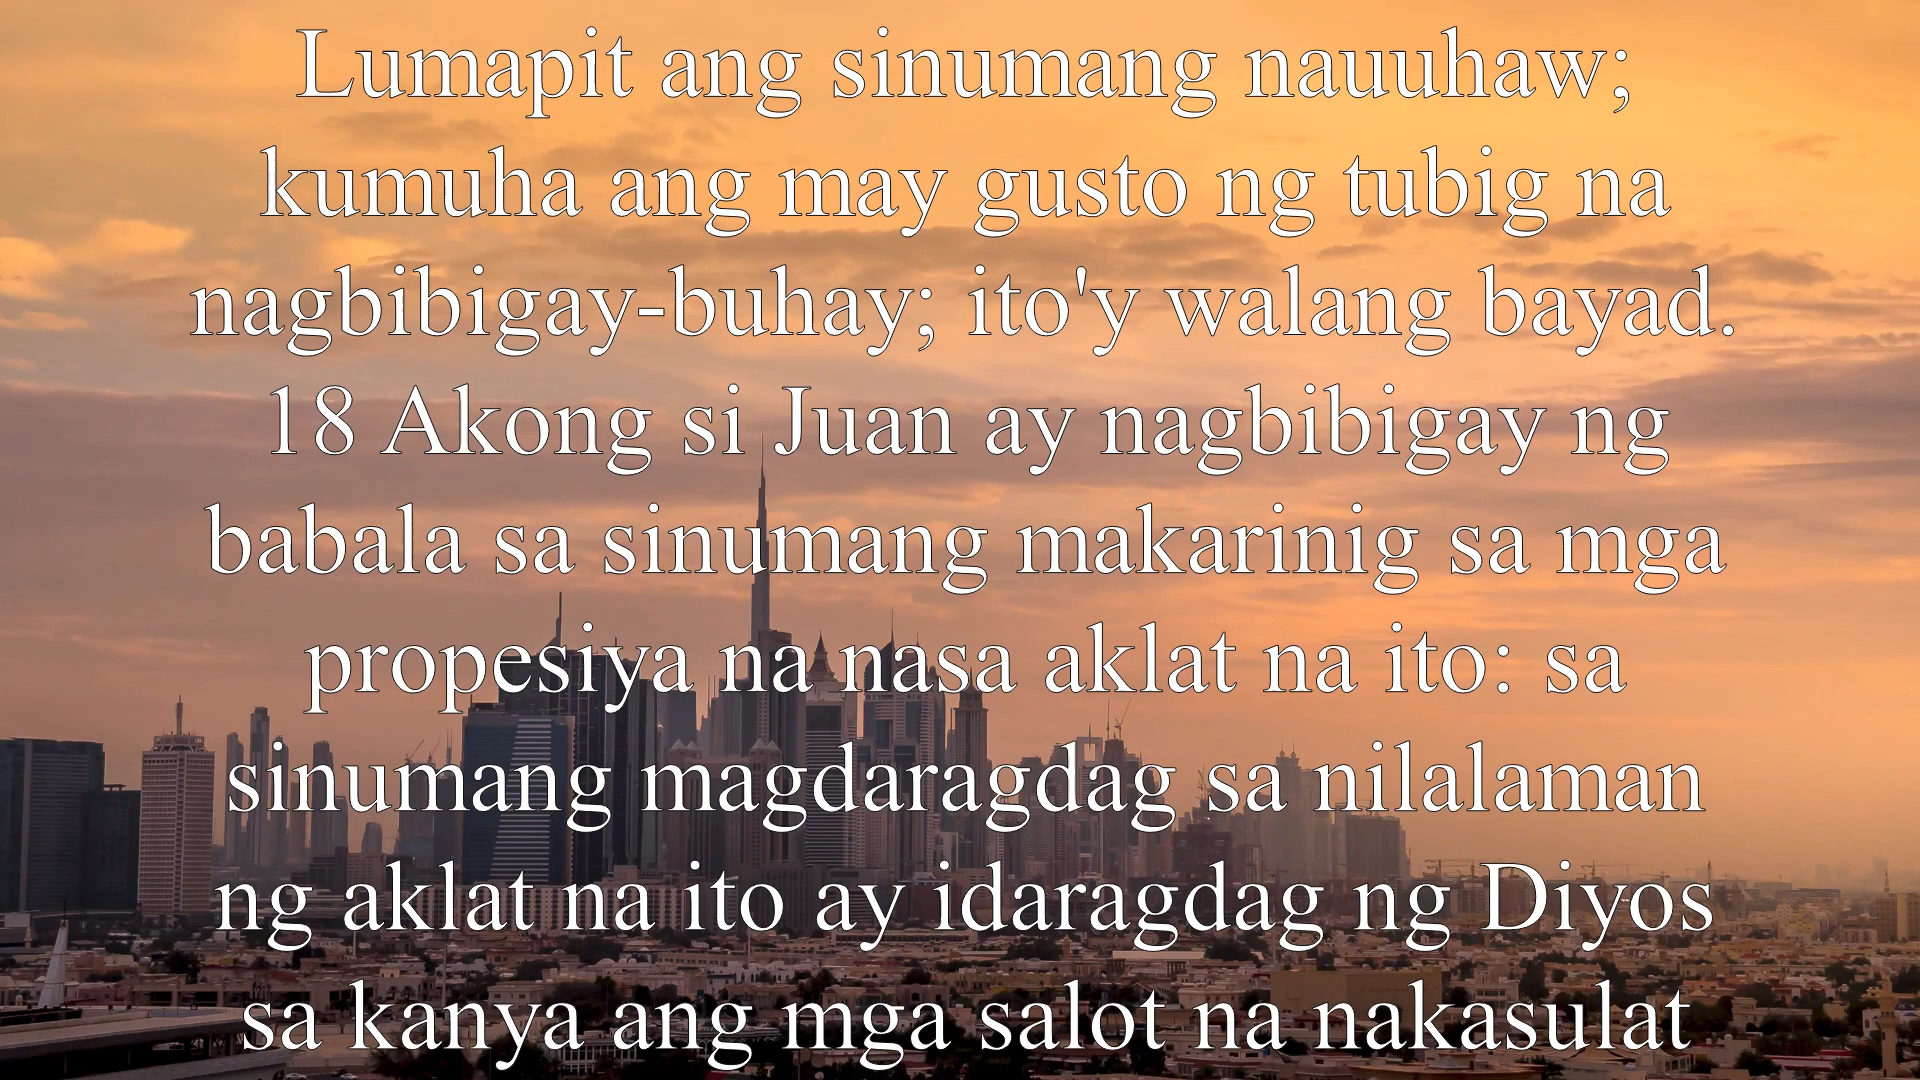 Lumapit ang sinumang nauuhaw;
kumuha ang may gusto ng tubig na
nagbibigay-buhay; ito'y walang bayad.
18 Akong si Juan ay nagbibigay ng
babala sa sinumang makarinig sa mga
propesiya na nasa aklat na ito: sa
sinumang magdaragdag sa nilalaman
ng aklat na ito ay idaragdag ng Diyos
sa kanya ang mga salot na nakasulat